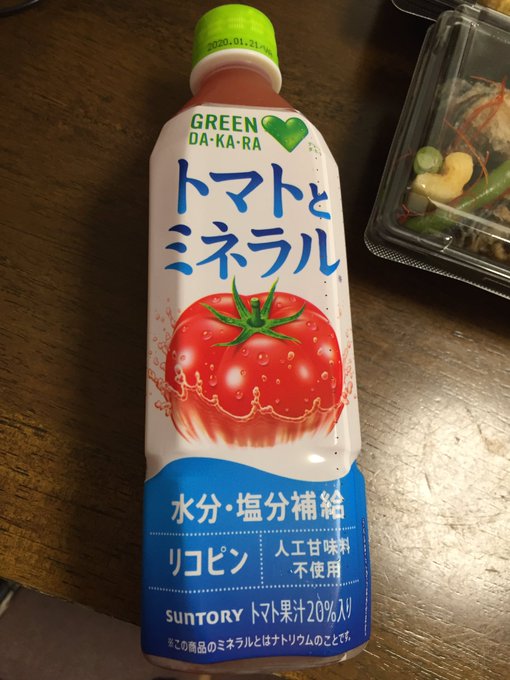 2020.01.21/
GREEN
DA・KA・RA
トマトと
ミネラル
※
水分・塩分補給
リコピン
人工甘味料
不使用
SUNTORY トマト果汁20%入り
※この商品のミネラルとはナトリウムのことです。